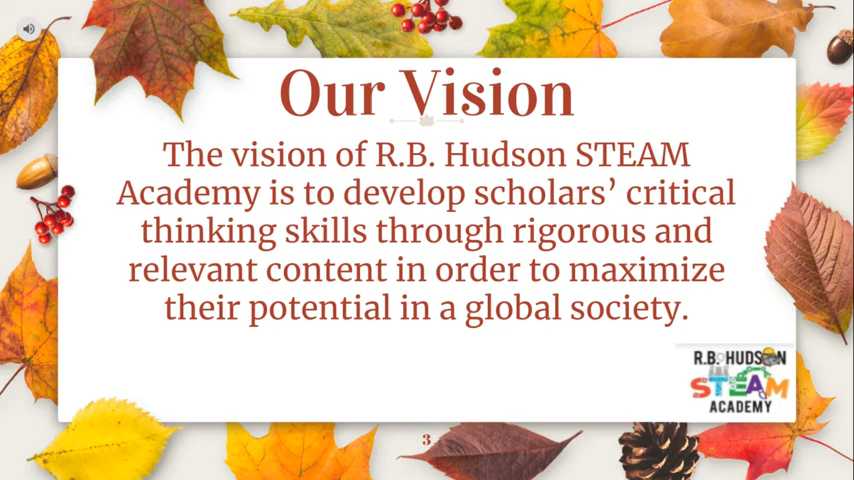 Our Vision
The vision of R.B. Hudson STEAM
Academy is to develop scholars’ critical
thinking skills through rigorous and
relevant content in order to maximize
their potential in a global society.
R.B. HUDSON
STEAM
ACADEMY
3